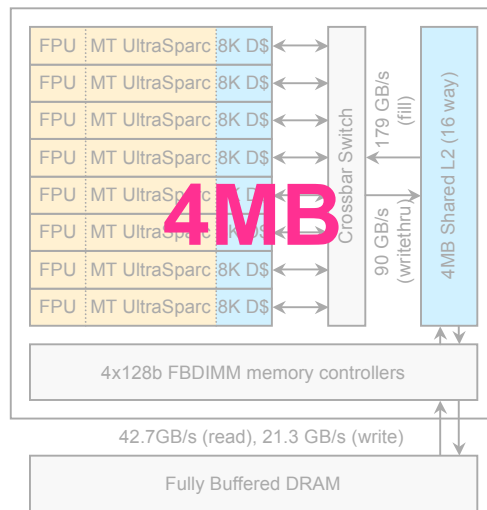 FPU MT UltraSparc 8K D$
FPU MT UltraSparc 8K D$
FPU MT UltraSparc 8K D$
FPU MT UltraSparc 8K D$
FPU MT UltraSparc 8K D$
FPU MT UltraSparc 8K D$
FPU MT UltraSparc 8K D$
FPU MT UltraSparc 8K D$
4MB
Crossbar Switch
179 GB/s
(fill)
90 GB/s
(writethru)
4MB Shared L2 (16 way)
4x128b FBDIMM memory controllers
42.7GB/s (read), 21.3 GB/s (write)
Fully Buffered DRAM